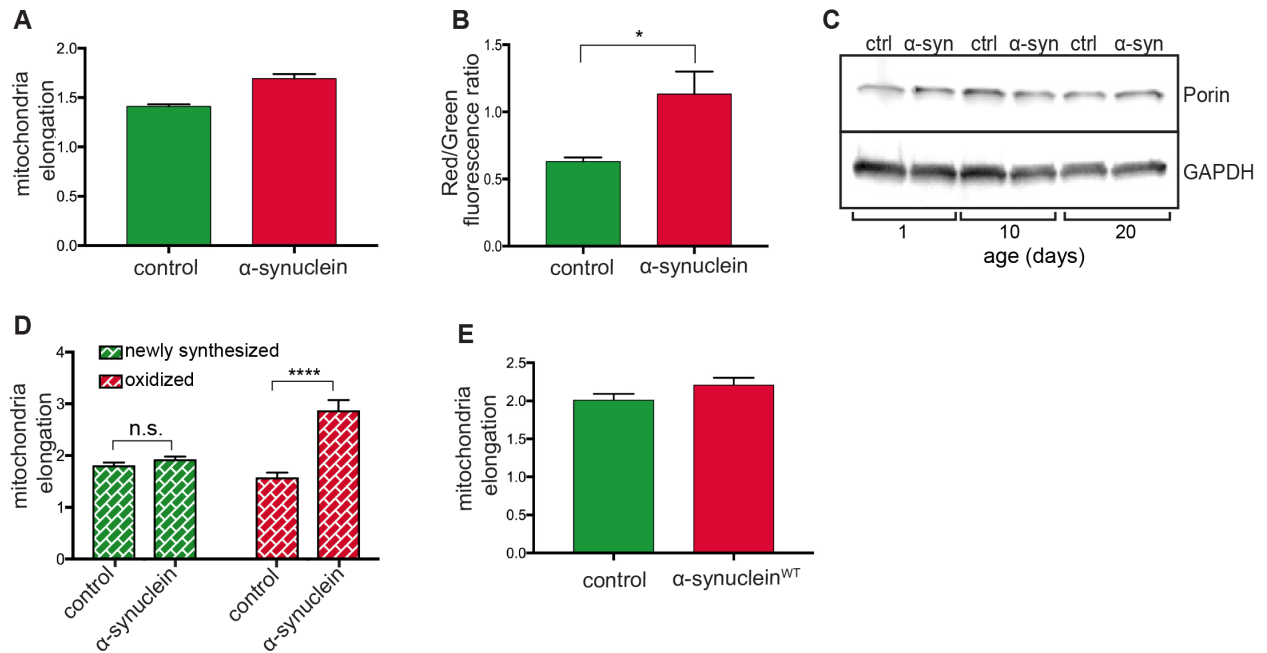 A
mitochondria
elongation
2.0
1.5
1.0
0.5
0.0
control
α-synuclein
B
Red/Green
fluorescence ratio
1.5
1.0
0.5
0.0
*
control
α-synuclein
C
ctrl α-syn ctrl α-syn ctrl α-syn
Porin
GAPDH
1 10 20
age (days)
D
mitochondria
elongation
4
3
2
1
0
newly synthesized
oxidized
n.s.
****
control
α-synuclein
control
α-synuclein
E
mitochondria
elongation
2.5
2.0
1.5
1.0
0.5
0.0
control
α-synucleinWT